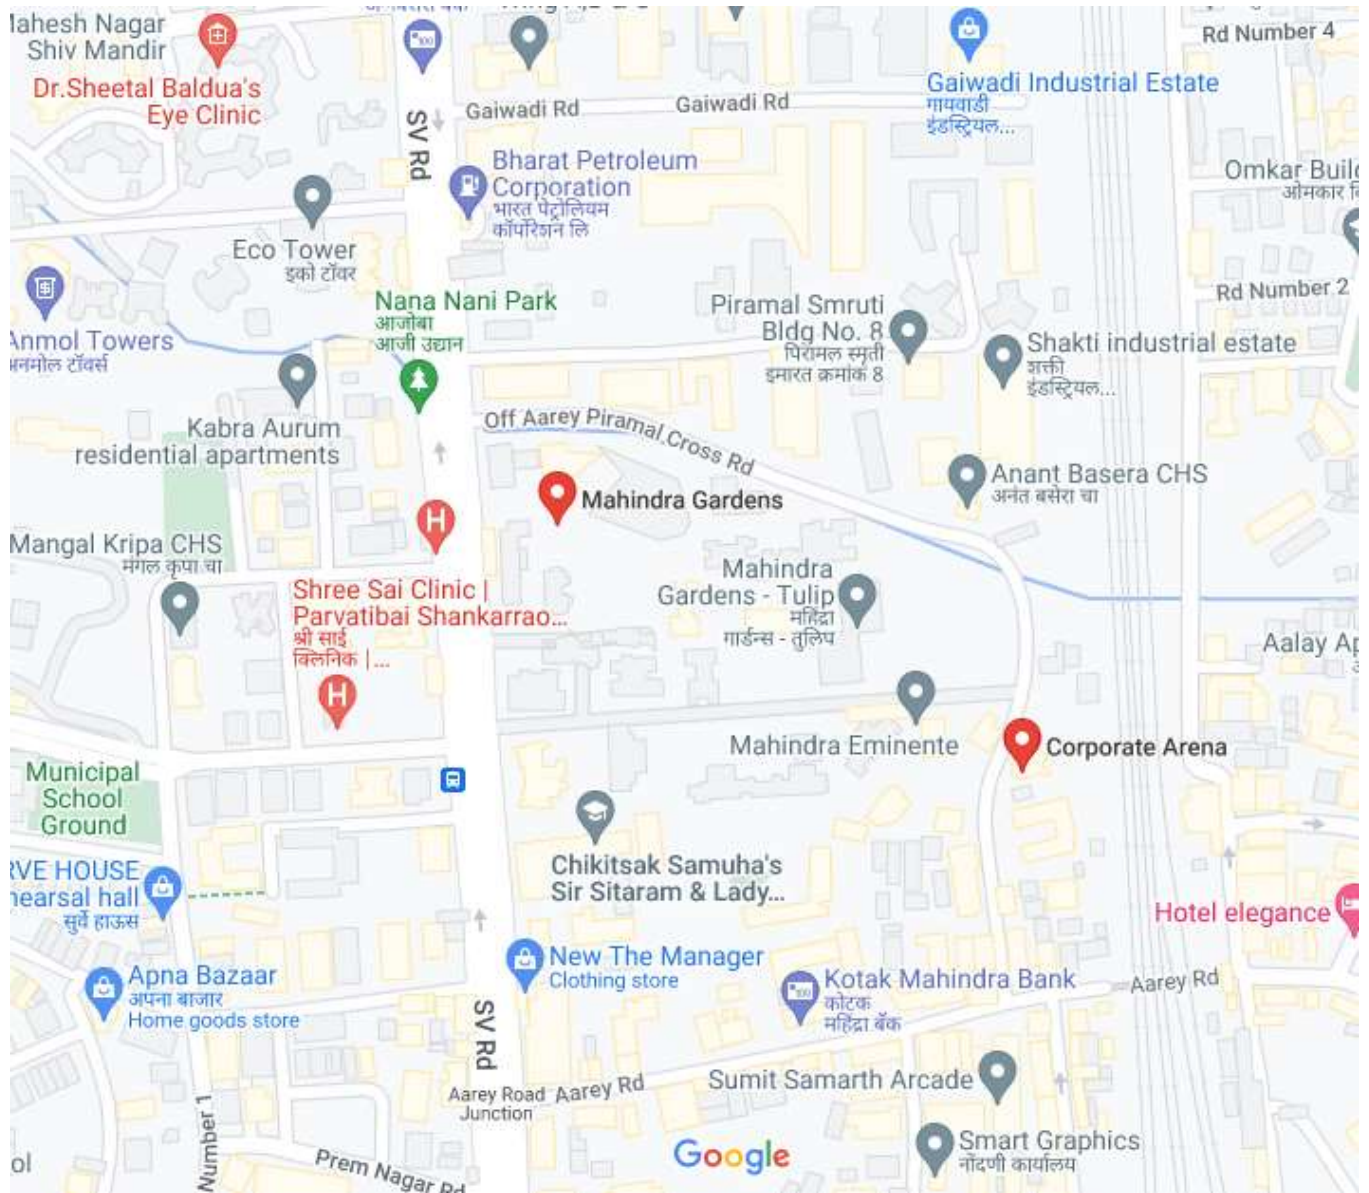 Mahesh Nagar
Shiv Mandir
Dr.Sheetal Baldua's
Eye Clinic
SV Rd
Gaiwadi Rd
Gaiwadi Rd
Gaiwadi Industrial Estate
गायवाडी
इंडस्ट्रियल...
Rd Number 4
Bharat Petroleum
Corporation
भारत पेट्रोलियम
कॉर्पोरेशन लि
Omkar
ओमकार
Eco Tower
इको टॉवर
Anmol Towers
अनमोल टॉवर्स
Nana Nani Park
आजोबा
आजी उद्यान
Piramal Smruti
Bldg No. 8
पिरामल स्मृती
इमारत क्रमांक 8
Rd Number 2
Shakti industrial estate
शक्ती
इंडस्ट्रियल...
Kabra Aurum
residential apartments
Off Aarey Piramal Cross Rd
Anant Basera CHS
अनंत बसेरा चा
Mahindra Gardens
H
Mangal Kripa CHS
मंगल कृपा चा
Mahindra
Gardens - Tulip
महिंद्रा
गार्डन्स - तुलिप
Shree Sai Clinic |
Parvatibai Shankarrao...
श्री साई
क्लिनिक |...
H
Aalay
Mahindra Eminente
Corporate Arena
Municipal
School
Ground
Chikitsak Samuha's
Sir Sitaram & Lady...
RVE HOUSE
hearsal hall
सुर्वे हाऊस
Hotel elegance
Apna Bazaar
अपना बाजार
Home goods store
New The Manager
Clothing store
Kotak Mahindra Bank
कोटक
महिंद्रा बँक
Aarey Rd
SV Rd
Aarey Road
Junction
Aarey Rd
Sumit Samarth Arcade
Number 1
Prem Nagar Rd
Google
Smart Graphics
नोंदणी कार्यालय
ol